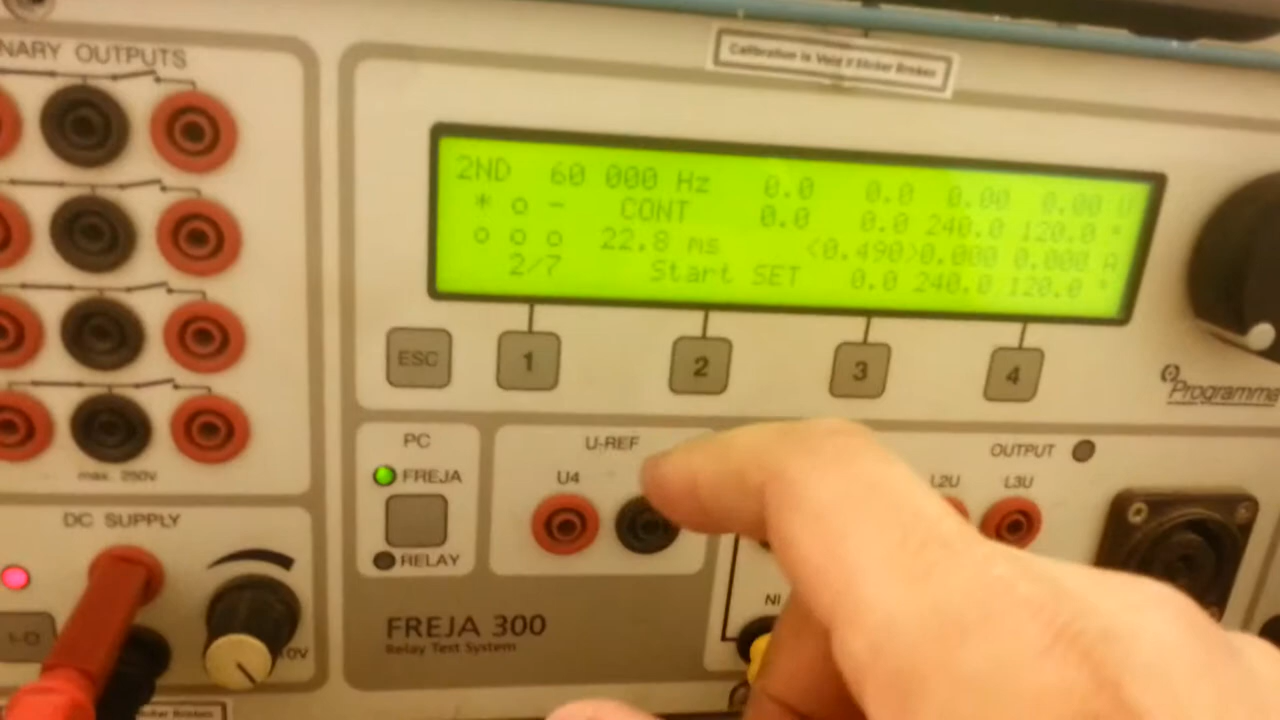 NARY OUTPUTS
Calibration is Void if Sticker Broken
2ND 60 000 Hz 0.0 0.0 0.00 0.00 U
* o - CONT 0.0 0.0 240.0 120.0 °
o o o 22.8 ms <0.490>0.000 0.000 A
2/7 Start SET 0.0 240.0 120.0 °
ESC 1 2 3 4
Programma
max. 250V
PC
FREJA
RELAY
U-REF
U4
OUTPUT
L2U L3U
NI
DC SUPPLY
I-O
FREJA 300
Relay Test System
Sticker Broken